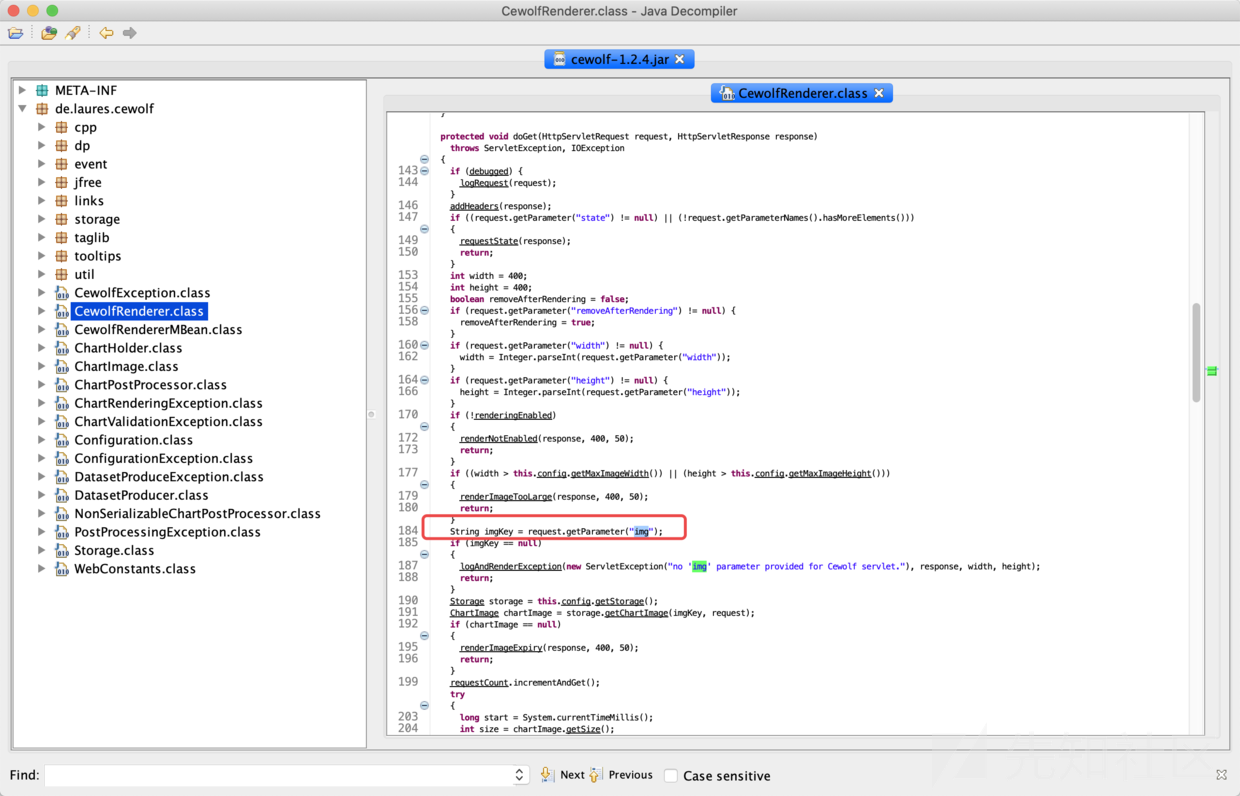 CewolfRenderer.class - Java Decompiler
cewolf-1.2.4.jar
META-INF
de.laures.cewolf
cpp
dp
event
jfree
links
storage
taglib
tooltips
util
CewolfException.class
CewolfRenderer.class
CewolfRendererMBean.class
ChartHolder.class
ChartImage.class
ChartPostProcessor.class
ChartRenderingException.class
ChartValidationException.class
Configuration.class
ConfigurationException.class
DatasetProduceException.class
DatasetProducer.class
NonSerializableChartPostProcessor.class
PostProcessingException.class
Storage.class
WebConstants.class
CewolfRenderer.class
}
protected void doGet(HttpServletRequest request, HttpServletResponse response)
throws ServletException, IOException
{
143 if (debugged) {
144 logRequest(request);
}
146 addHeaders(response);
147 if ((request.getParameter("state") != null) || (!request.getParameterNames().hasMoreElements()))
{
149 requestState(response);
150 return;
}
153 int width = 400;
154 int height = 400;
155 boolean removeAfterRendering = false;
156 if (request.getParameter("removeAfterRendering") != null) {
158 removeAfterRendering = true;
}
160 if (request.getParameter("width") != null) {
162 width = Integer.parseInt(request.getParameter("width"));
}
164 if (request.getParameter("height") != null) {
166 height = Integer.parseInt(request.getParameter("height"));
}
170 if (!renderingEnabled)
{
172 renderNotEnabled(response, 400, 50);
173 return;
}
177 if ((width > this.config.getMaxImageWidth()) || (height > this.config.getMaxImageHeight()))
{
179 renderImageTooLarge(response, 400, 50);
180 return;
}
184 String imgKey = request.getParameter("img");
185 if (imgKey == null)
{
187 logAndRenderException(new ServletException("no 'img' parameter provided for Cewolf servlet."), response, width, height);
188 return;
}
190 Storage storage = this.config.getStorage();
191 ChartImage chartImage = storage.getChartImage(imgKey, request);
192 if (chartImage == null)
{
195 renderImageExpiry(response, 400, 50);
196 return;
}
199 requestCount.incrementAndGet();
try
{
203 long start = System.currentTimeMillis();
204 int size = chartImage.getSize();
Find:
Next
Previous
Case sensitive
先知社区